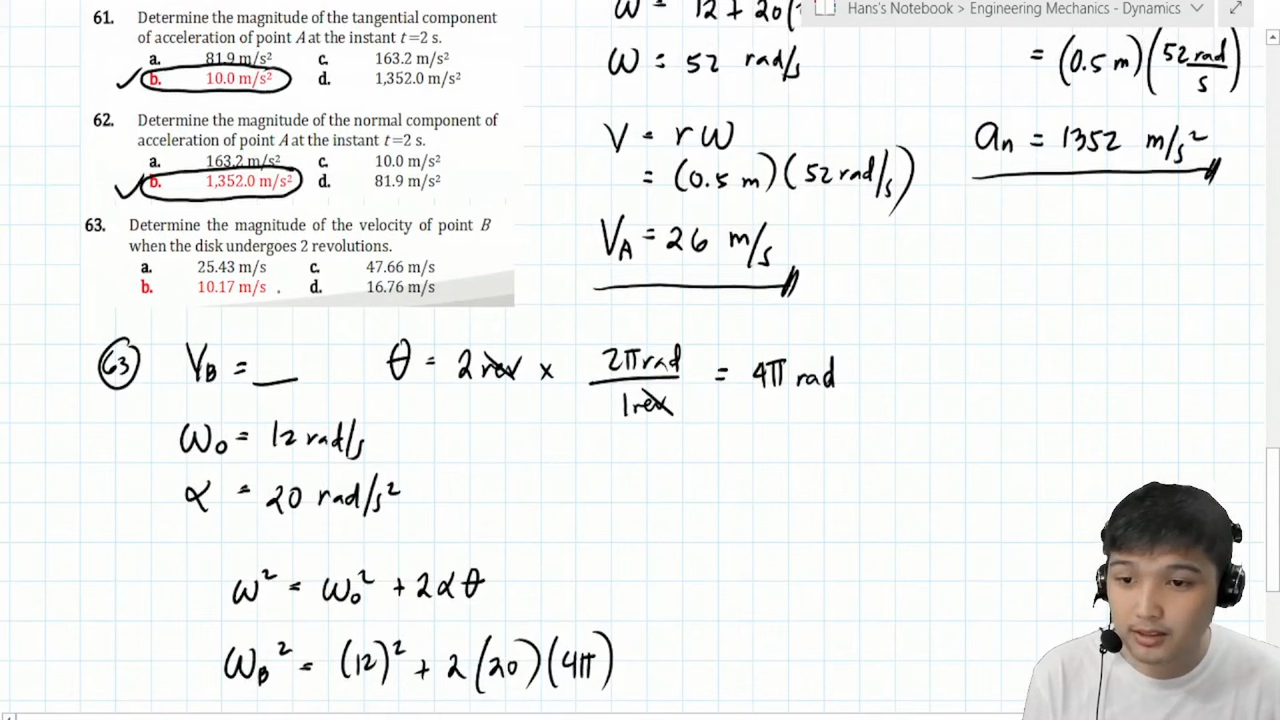 Hans's Notebook > Engineering Mechanics - Dynamics
61. Determine the magnitude of the tangential component
of acceleration of point A at the instant t=2 s.
a. 81.9 m/s² c. 163.2 m/s²
b. 10.0 m/s² d. 1,352.0 m/s²
62. Determine the magnitude of the normal component of
acceleration of point A at the instant t=2 s.
a. 163.2 m/s² c. 10.0 m/s²
b. 1,352.0 m/s² d. 81.9 m/s²
63. Determine the magnitude of the velocity of point B
when the disk undergoes 2 revolutions.
a. 25.43 m/s c. 47.66 m/s
b. 10.17 m/s . d. 16.76 m/s
ω = 12 + 20(
ω = 52 rad/s
V = rω
= (0.5 m)(52 rad/s)
V_A = 26 m/s
= (0.5 m)(52 rad/s)
a_n = 1352 m/s²
63 V_B = __ θ = 2 rev x 2π rad / 1 rev = 4π rad
ω₀ = 12 rad/s
α = 20 rad/s²
ω² = ω₀² + 2αθ
ω_B² = (12)² + 2(20)(4π)